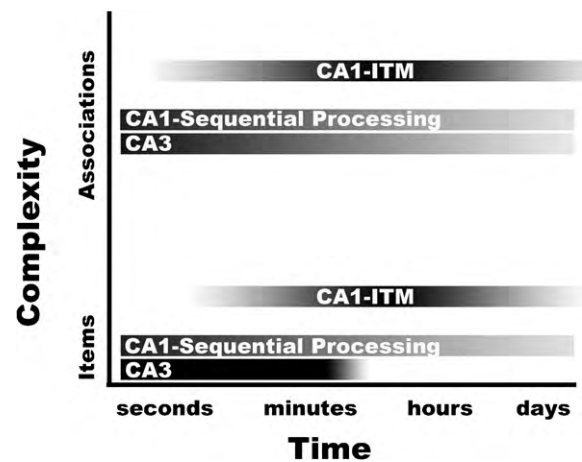 CA1-ITM
CA1-Sequential Processing
CA3
Associations
Complexity
CA1-ITM
CA1-Sequential Processing
CA3
Items
seconds minutes hours days
Time